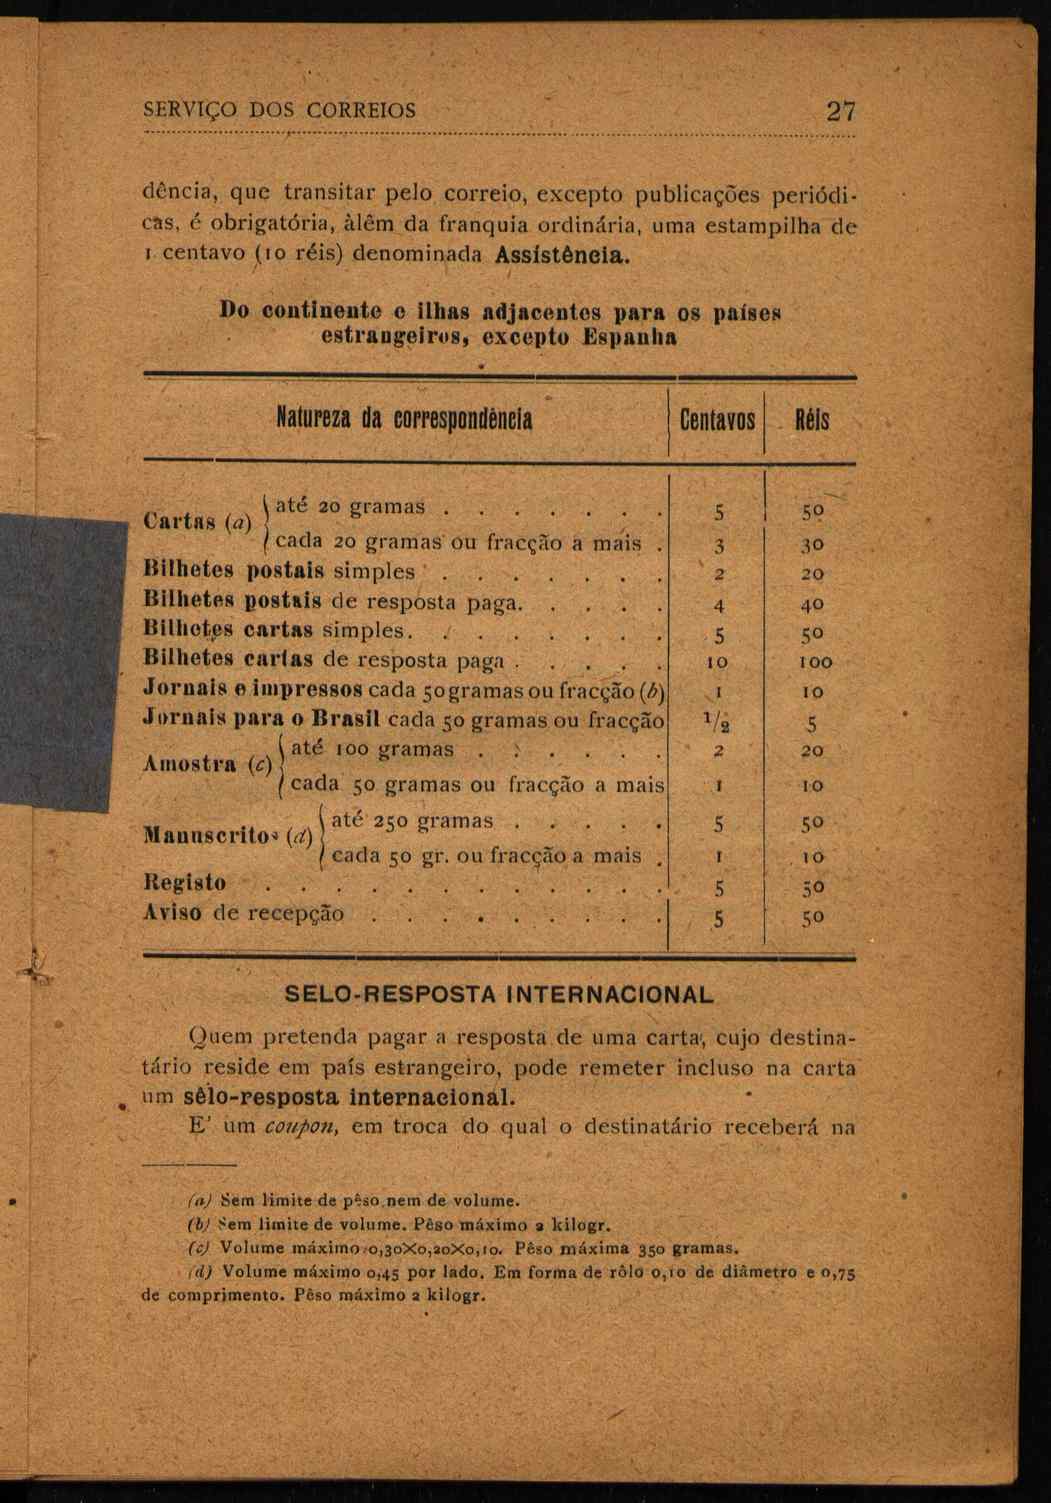 SERVIÇO DOS CORREIOS 27
dência, que transitar pelo correio, excepto publicações periódi-
cas, é obrigatória, àlêm da franquia ordinária, uma estampilha de
1 centavo (10 réis) denominada Assistência.
Do continente e ilhas adjacentes para os países
estrangeiros, excepto Espanha
Natureza da correspondência Centavos Réis
Cartas (a) até 20 gramas . . . . . . . 5 50
cada 20 gramas ou fracção a mais . 3 30
Bilhetes postais simples . . . . . . . 2 20
Bilhetes postais de resposta paga. . . . . 4 40
Bilhetes cartas simples. . . . . . . . 5 50
Bilhetes cartas de resposta paga . . . . . 10 100
Jornais e impressos cada 50 gramas ou fracção (b) 1 10
Jornais para o Brasil cada 50 gramas ou fracção 1/2 5
Amostra (c) até 100 gramas . . . . . . 2 20
cada 50 gramas ou fracção a mais 1 10
Manuscritos (d) até 250 gramas . . . . . 5 50
cada 50 gr. ou fracção a mais . 1 10
Registo . . . . . . . . . . . . 5 50
Aviso de recepção . . . . . . . . . 5 50
SELO-RESPOSTA INTERNACIONAL
Quem pretenda pagar a resposta de uma carta, cujo destina-
tário reside em país estrangeiro, pode remeter incluso na carta
um sêlo-resposta internacional.
E' um coupon, em troca do qual o destinatário receberá na
(a) Sem limite de pêso nem de volume.
(b) Sem limite de volume. Pêso máximo 2 kilogr.
(c) Volume máximo 0,30X0,20X0,10. Pêso máxima 350 gramas.
(d) Volume máximo 0,45 por lado. Em forma de rôlo 0,10 de diâmetro e 0,75
de comprimento. Pêso máximo 2 kilogr.